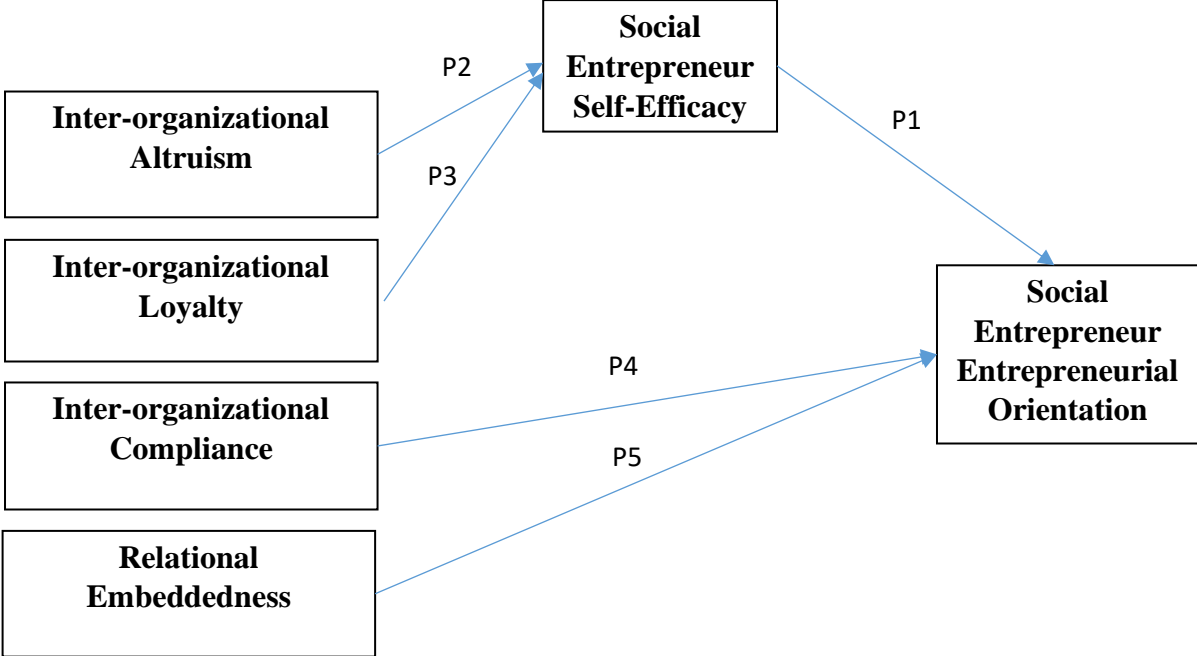 Social
Entrepreneur
Self-Efficacy
P2
P1
Inter-organizational
Altruism
P3
Inter-organizational
Loyalty
Social
Entrepreneur
Entrepreneurial
Orientation
P4
Inter-organizational
Compliance
P5
Relational
Embeddedness